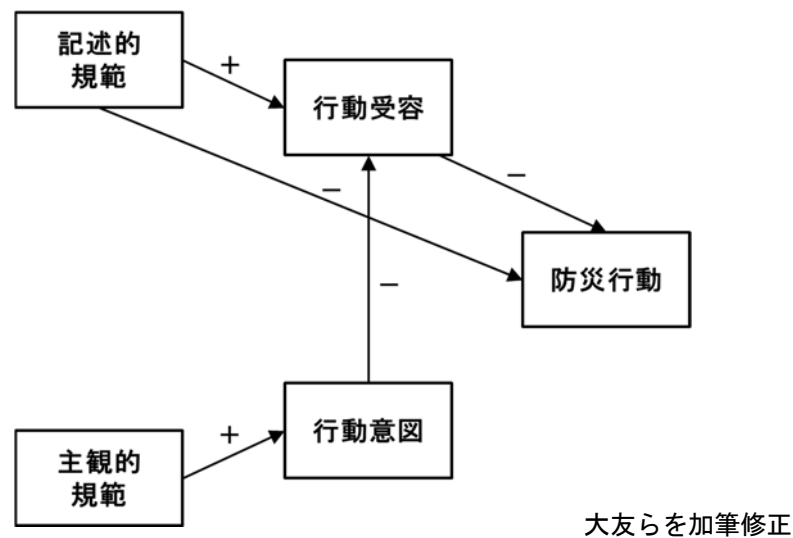 記述的
規範
+
行動受容
−
−
防災行動
−
行動意図
+
主観的
規範
大友らを加筆修正